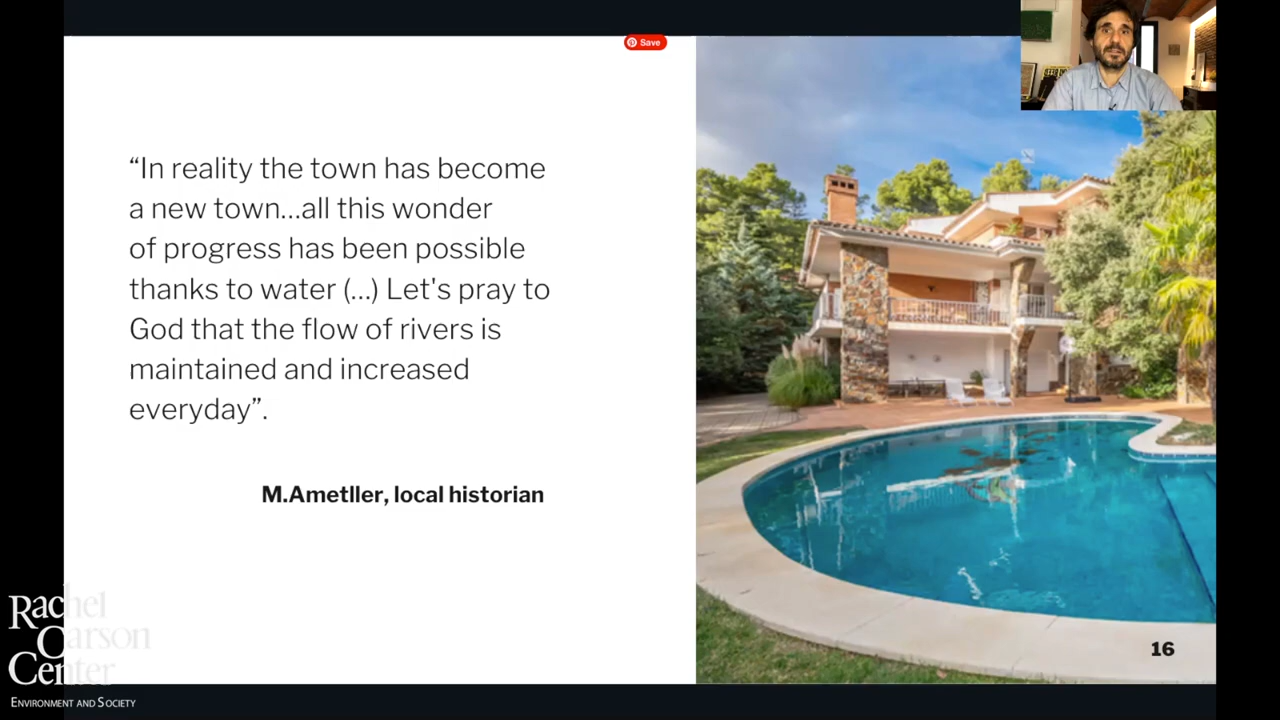 Save
“In reality the town has become
a new town...all this wonder
of progress has been possible
thanks to water (...) Let's pray to
God that the flow of rivers is
maintained and increased
everyday”.
M.Ametller, local historian
16
Rachel
Carson
Center
ENVIRONMENT AND SOCIETY